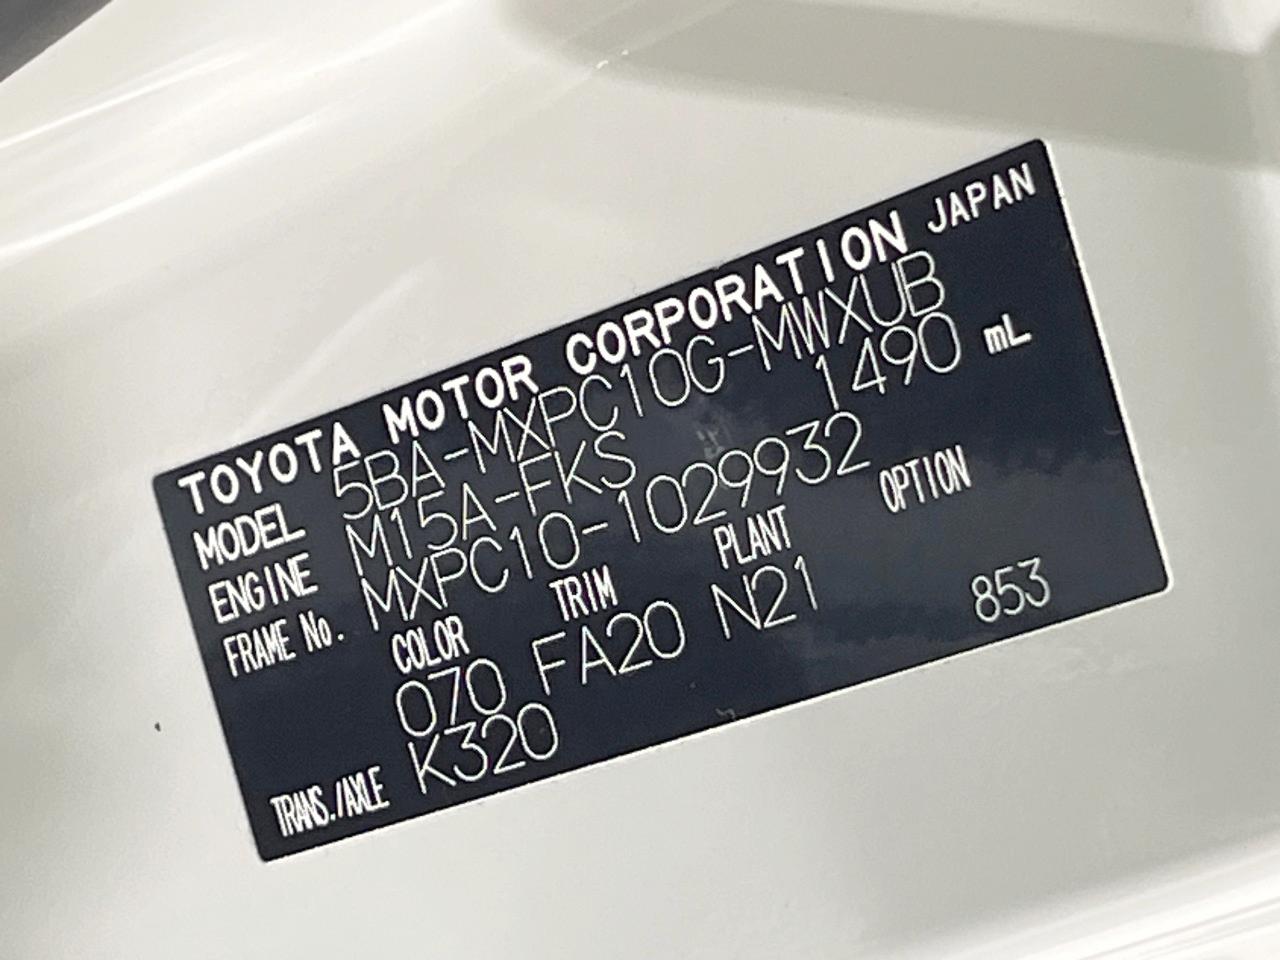 TOYOTA MOTOR CORPORATION JAPAN
MODEL 5BA-MXPC10G-MWXUB
ENGINE M15A-FKS 1490 mL
FRAME No. MXPC10-1029932
COLOR TRIM PLANT OPTION
070 FA20 N21 853
TRANS./AXLE K320